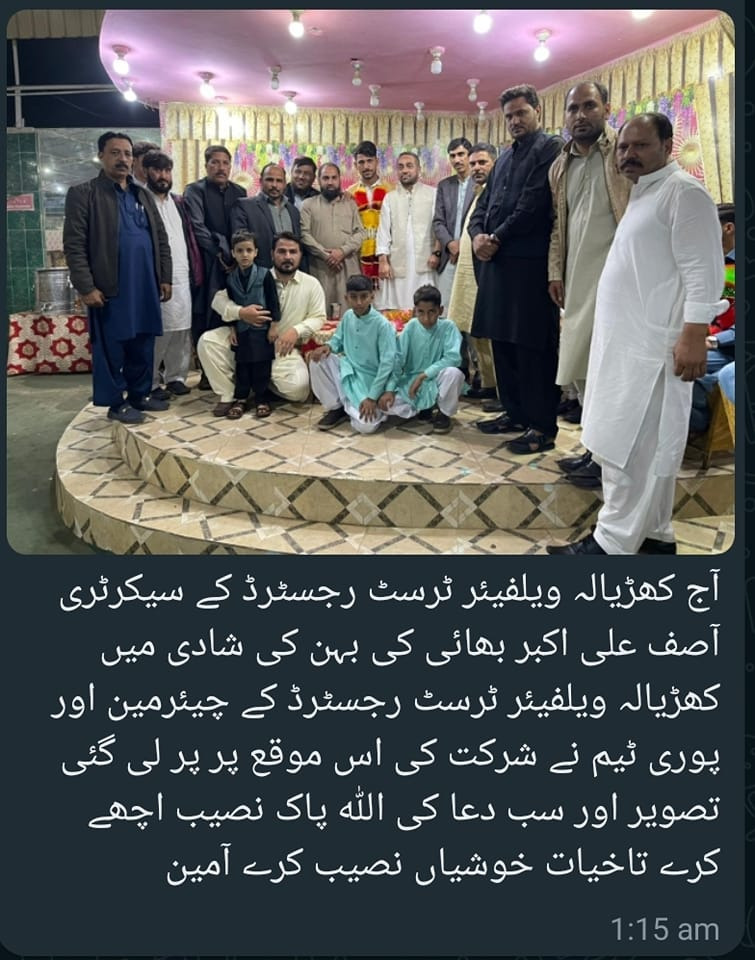 آج کھڑیالہ ویلفیئر ٹرسٹ رجسٹرڈ کے سیکرٹری
آصف علی اکبر بھائی کی بہن کی شادی میں
کھڑیالہ ویلفیئر ٹرسٹ رجسٹرڈ کے چیئرمین اور
پوری ٹیم نے شرکت کی اس موقع پر پر لی گئی
تصویر اور سب دعا کی اللہ پاک نصیب اچھے
کرے تاخیات خوشیاں نصیب کرے آمین
1:15 am